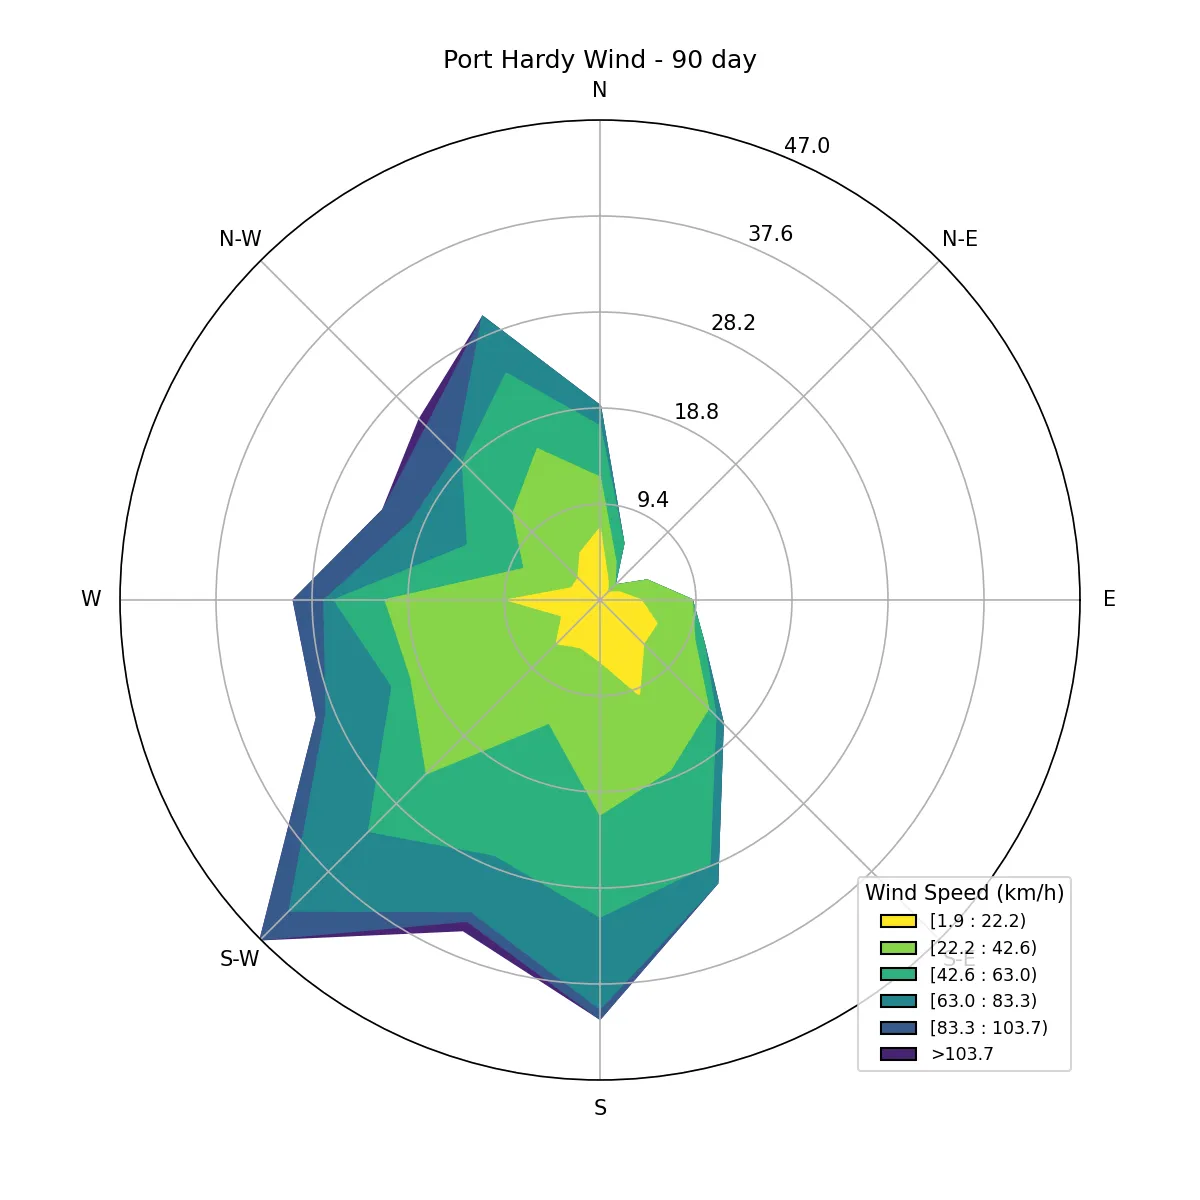 Port Hardy Wind - 90 day
N
47.0
N-W
37.6
N-E
28.2
18.8
9.4
W
E
Wind Speed (km/h)
[1.9 : 22.2)
[22.2 : 42.6)
S-W
S-E
[42.6 : 63.0)
[63.0 : 83.3)
[83.3 : 103.7)
>103.7
S